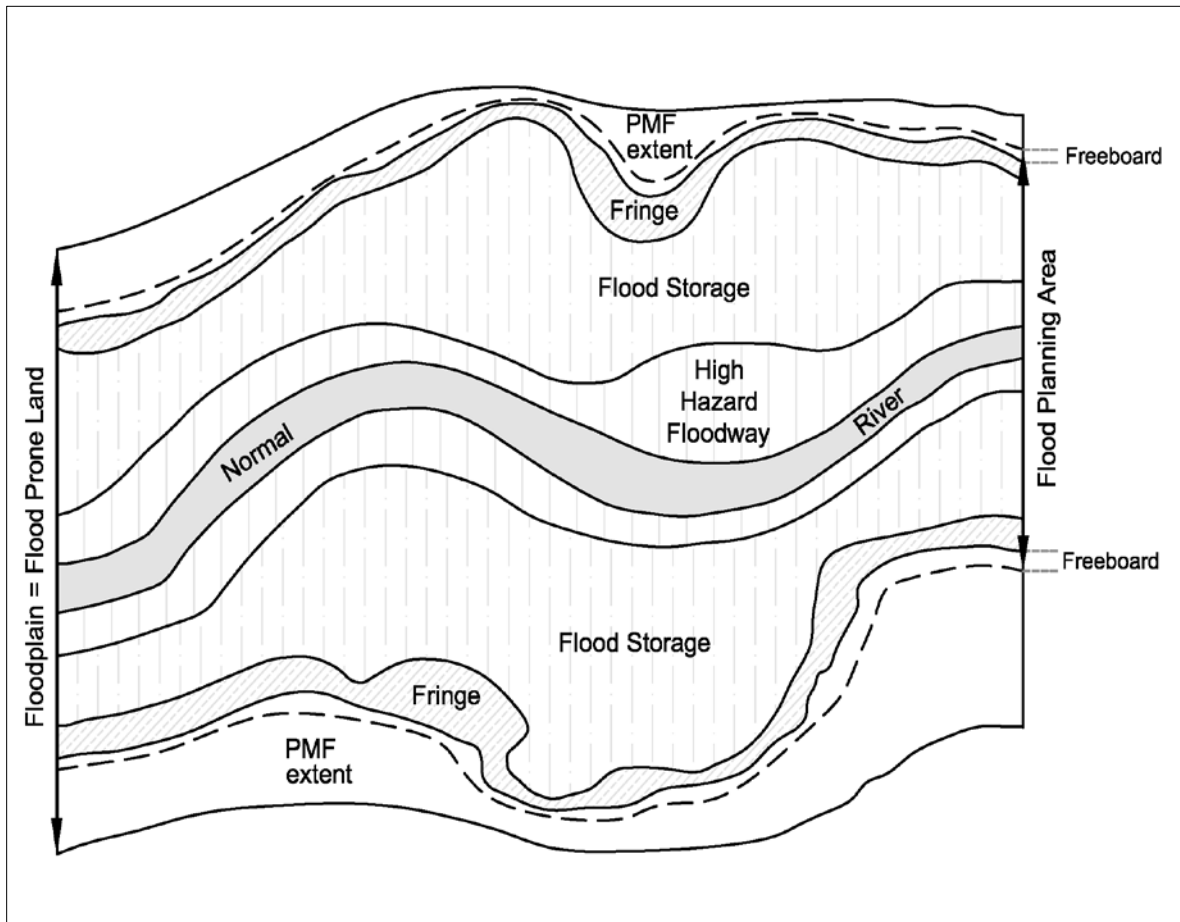 PMF
extent
Freeboard
Fringe
Flood Storage
High
Hazard
Floodway
River
Normal
Floodplain = Flood Prone Land
Flood Planning Area
Freeboard
Flood Storage
Fringe
PMF
extent